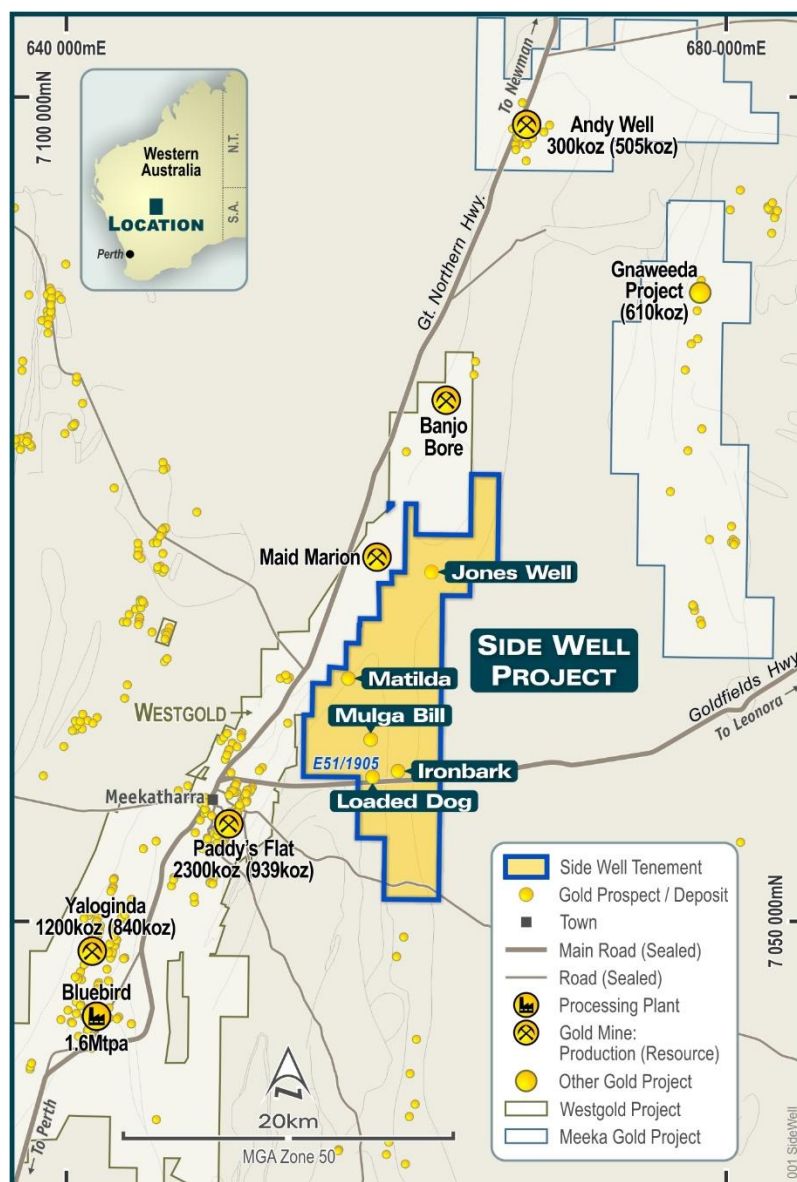 640 000mE
680 000mE
7 100 000mN
To Newman
Andy Well
300koz (505koz)
Western
Australia
N.T.
S.A.
LOCATION
Perth
Gt. Northern Hwy.
Gnaweeda
Project
(610koz)
Banjo
Bore
Maid Marion
Jones Well
SIDE WELL
PROJECT
Matilda
Goldfields Hwy
To Leonora
WESTGOLD
Mulga Bill
E51/1905
Ironbark
Loaded Dog
Meekatharra
Paddy's Flat
2300koz (939koz)
Yaloginda
1200koz (840koz)
7 050 000mN
Bluebird
1.6Mtpa
To Perth
20km
MGA Zone 50
Side Well Tenement
Gold Prospect / Deposit
Town
Main Road (Sealed)
Road (Sealed)
Processing Plant
Gold Mine:
Production (Resource)
Other Gold Project
Westgold Project
Meeka Gold Project
001 SideWell